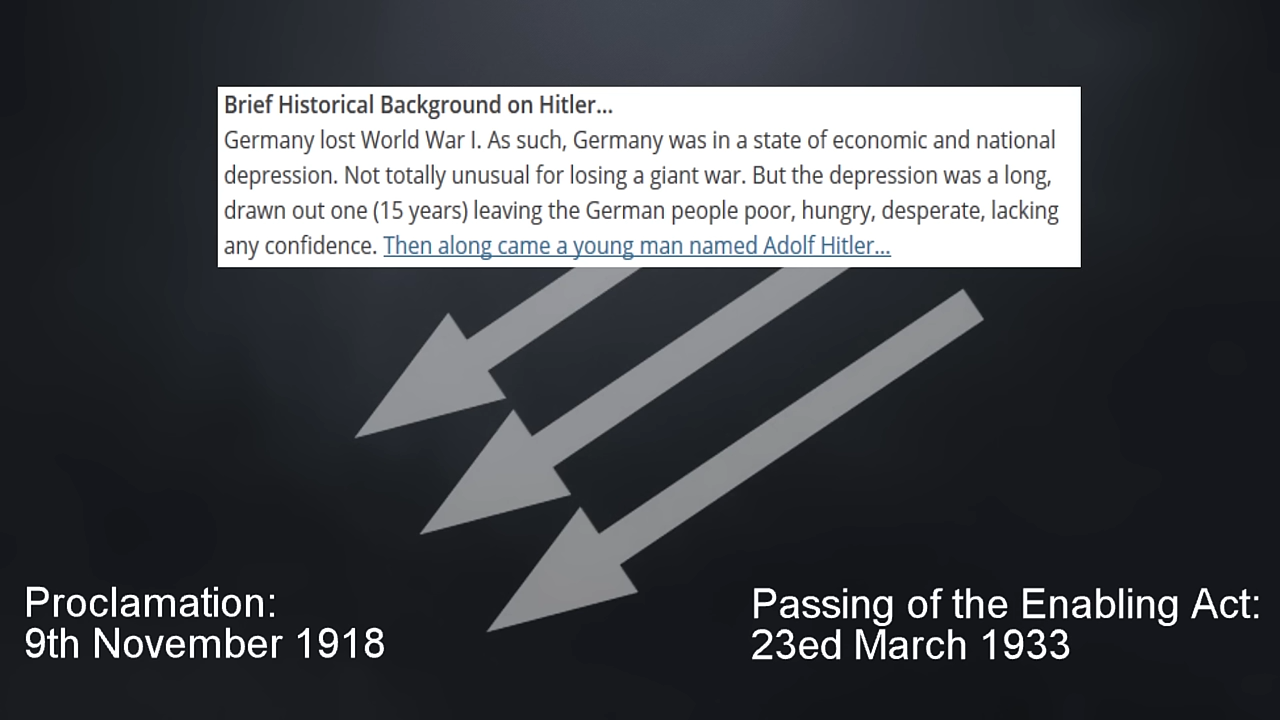 Brief Historical Background on Hitler...
Germany lost World War I. As such, Germany was in a state of economic and national
depression. Not totally unusual for losing a giant war. But the depression was a long,
drawn out one (15 years) leaving the German people poor, hungry, desperate, lacking
any confidence. Then along came a young man named Adolf Hitler...
Proclamation:
9th November 1918
Passing of the Enabling Act:
23ed March 1933